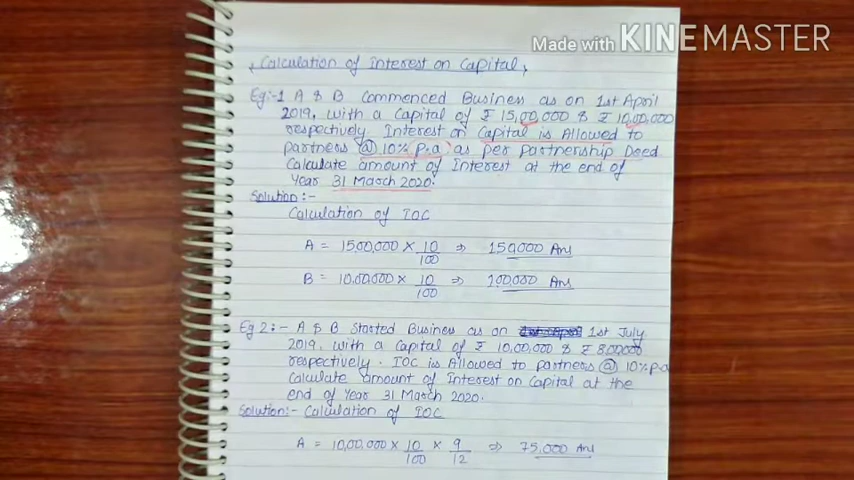 Made with KINEMASTER
Calculation of Interest on Capital
Eg:-1 A & B Commenced Business as on 1st April
2019, with a Capital of ₹ 15,00,000 & ₹ 10,00,000
respectively Interest on Capital is Allowed to
partners @ 10% p.a as per partnership Deed
Calculate amount of Interest at the end of
Year 31 March 2020.
Solution :-
Calculation of IOC
A = 1500,000 × 10/100 ⇒ 150,000 Ans
B = 10,00,000 × 10/100 ⇒ 100,000 Ans
Eg 2:- A & B Started Business as on 1st July
2019, with a Capital of ₹ 10,00,000 & ₹ 8,00,000
respectively. IOC is Allowed to partners @ 10% p.a
Calculate amount of Interest on Capital at the
end of Year 31 March 2020.
Solution:- Calculation of IOC
A = 10,00,000 × 10/100 × 9/12 ⇒ 75,000 Ans